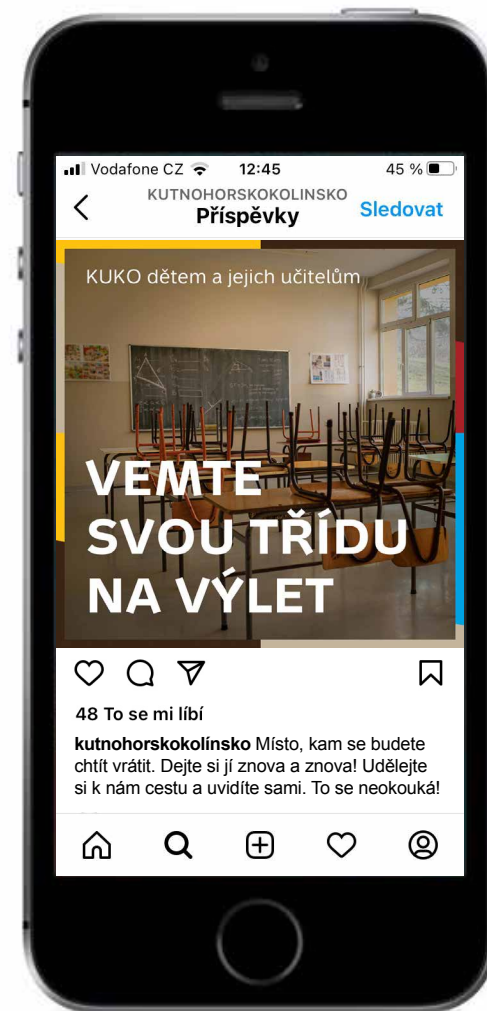 Vodafone CZ 12:45 45 %
KUTNOHORSKOKOLINSKO
Příspěvky
Sledovat
KUKO dětem a jejich učitelům
VEMTE
SVOU TŘÍDU
NA VÝLET
48 To se mi líbí
kutnohorskokolínsko Místo, kam se budete
chtít vrátit. Dejte si jí znova a znova! Udělejte
si k nám cestu a uvidíte sami. To se neokouká!